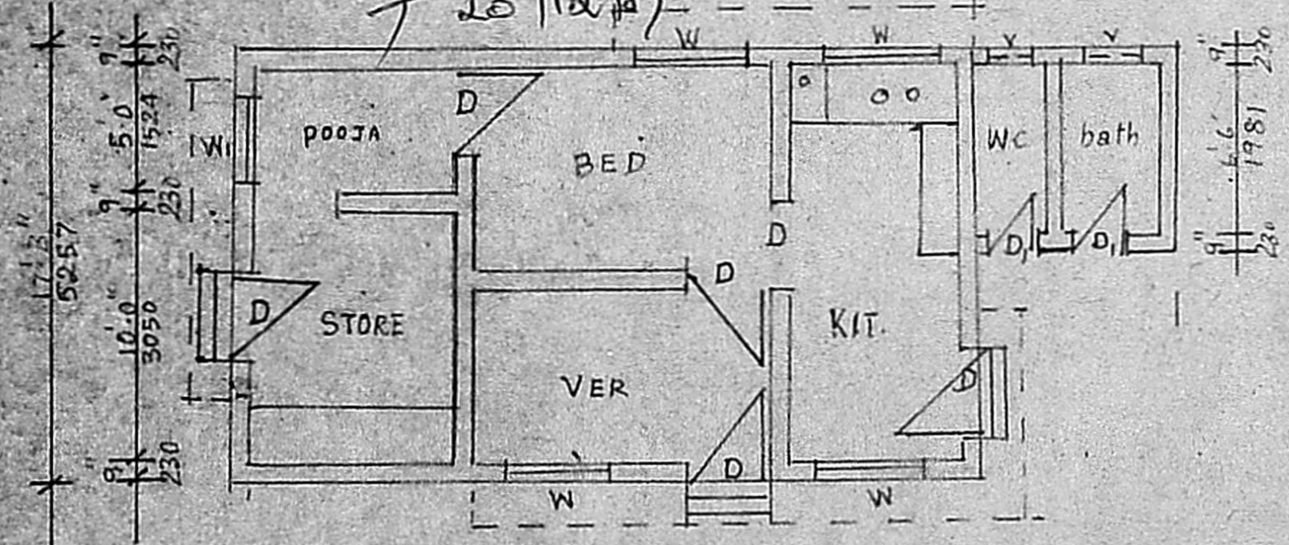 W W V V
9" 230
5'0" 1524
9" 230
10'0" 3050
9" 230
17'3" 5257
W1
POOJA
D
BED
WC
bath
D
D
D1
D1
D
STORE
KIT.
VER
D
D
W
W
9" 230
6'6" 1981
9" 230